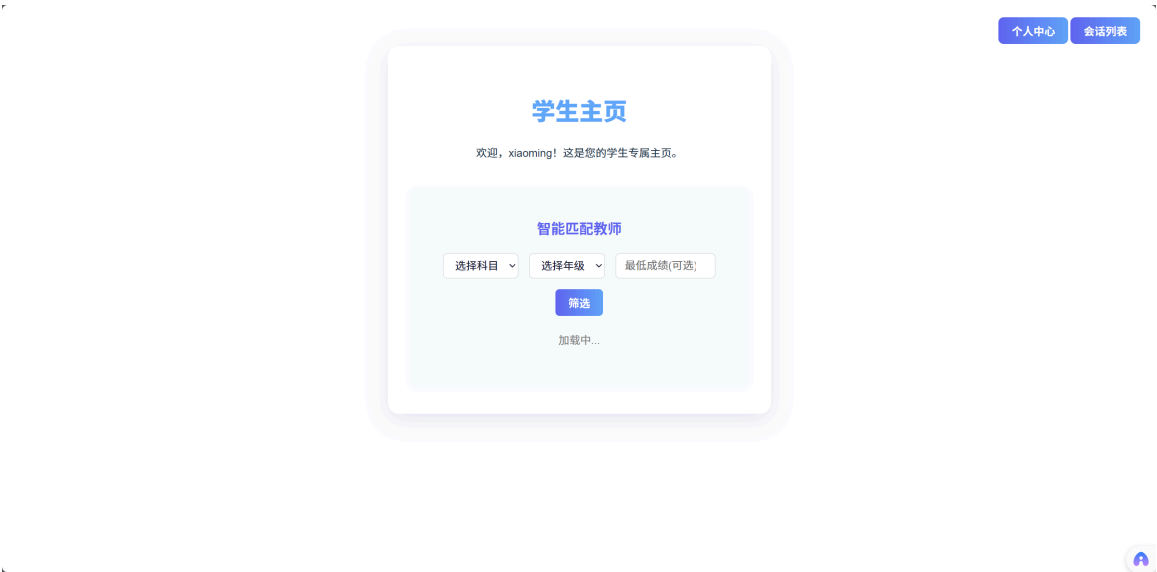 个人中心 会话列表
学生主页
欢迎，xiaoming！这是您的学生专属主页。
智能匹配教师
选择科目 选择年级 最低成绩(可选)
筛选
加载中...